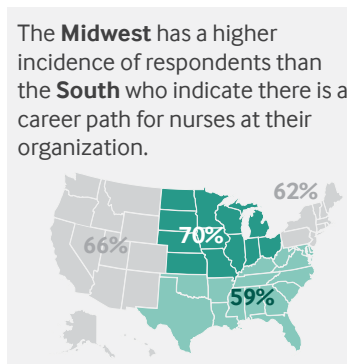 The Midwest has a higher
incidence of respondents than
the South who indicate there is a
career path for nurses at their
organization.
62%
70%
66%
59%